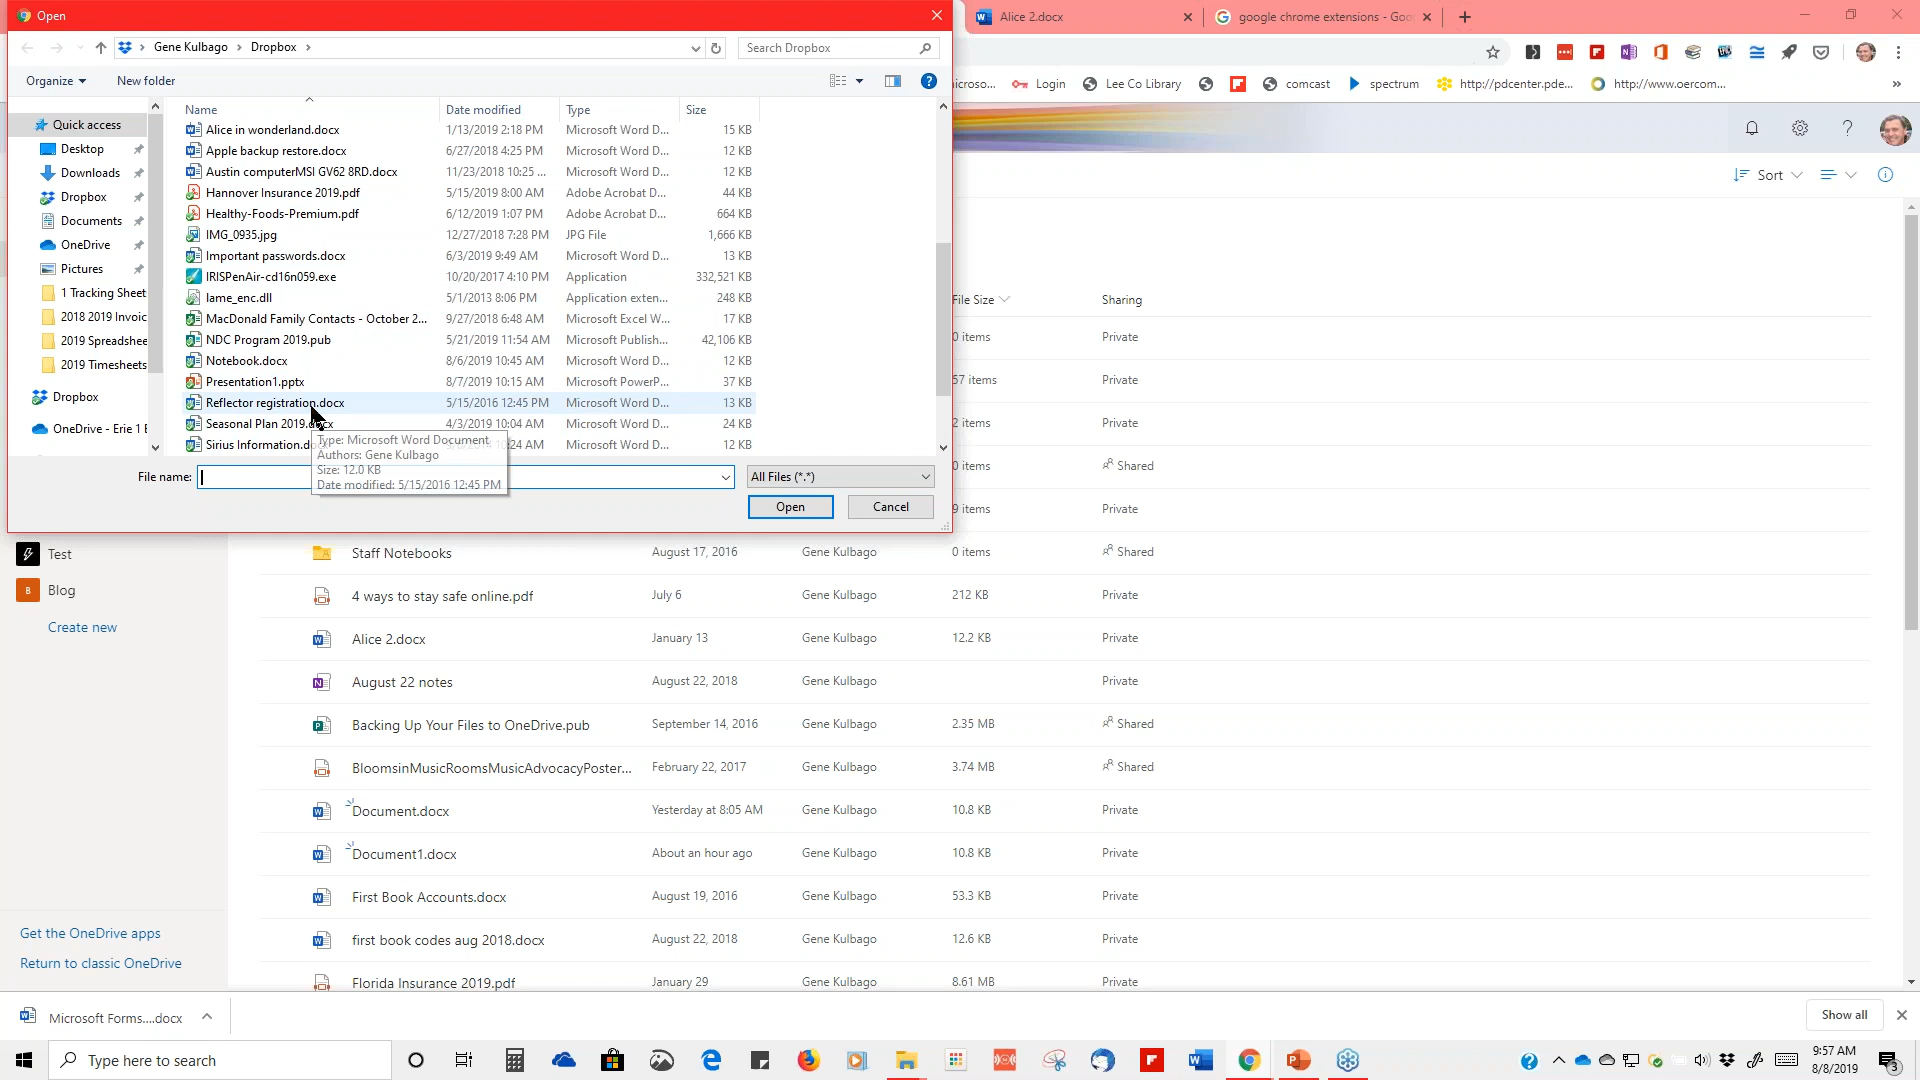 Open
Alice 2.docx
google chrome extensions - Goo
Gene Kulbago > Dropbox >
Search Dropbox
Organize
New folder
icroso...
Login
Lee Co Library
comcast
spectrum
http://pdcenter.pde...
http://www.oercom...
»
Name
Date modified
Type
Size
Quick access
Desktop
Downloads
Dropbox
Documents
OneDrive
Pictures
1 Tracking Sheet
2018 2019 Invoic
2019 Spreadshee
2019 Timesheets
Dropbox
OneDrive - Erie 1 B
Alice in wonderland.docx 1/13/2019 2:18 PM Microsoft Word D... 15 KB
Apple backup restore.docx 6/27/2018 4:25 PM Microsoft Word D... 12 KB
Austin computerMSI GV62 8RD.docx 11/23/2018 10:25 ... Microsoft Word D... 12 KB
Hannover Insurance 2019.pdf 5/15/2019 8:00 AM Adobe Acrobat D... 44 KB
Healthy-Foods-Premium.pdf 6/12/2019 1:07 PM Adobe Acrobat D... 664 KB
IMG_0935.jpg 12/27/2018 7:28 PM JPG File 1,666 KB
Important passwords.docx 6/3/2019 9:49 AM Microsoft Word D... 13 KB
IRISPenAir-cd16n059.exe 10/20/2017 4:10 PM Application 332,521 KB
lame_enc.dll 5/1/2013 8:06 PM Application exten... 248 KB
MacDonald Family Contacts - October 2... 9/27/2018 6:48 AM Microsoft Excel W... 17 KB
NDC Program 2019.pub 5/21/2019 11:54 AM Microsoft Publish... 42,106 KB
Notebook.docx 8/6/2019 10:45 AM Microsoft Word D... 12 KB
Presentation1.pptx 8/7/2019 10:15 AM Microsoft PowerP... 37 KB
Reflector registration.docx 5/15/2016 12:45 PM Microsoft Word D... 13 KB
Seasonal Plan 2019.docx 4/3/2019 10:04 AM Microsoft Word D... 24 KB
Sirius Information.do 24 AM Microsoft Word D... 12 KB
Type: Microsoft Word Document
Authors: Gene Kulbago
Size: 12.0 KB
Date modified: 5/15/2016 12:45 PM
File name:
All Files (*.*)
Open
Cancel
Sort
File Size
Sharing
0 items Private
57 items Private
2 items Private
0 items Shared
9 items Private
Test
Blog
B
Create new
Get the OneDrive apps
Return to classic OneDrive
Staff Notebooks August 17, 2016 Gene Kulbago 0 items Shared
4 ways to stay safe online.pdf July 6 Gene Kulbago 212 KB Private
Alice 2.docx January 13 Gene Kulbago 12.2 KB Private
August 22 notes August 22, 2018 Gene Kulbago Private
Backing Up Your Files to OneDrive.pub September 14, 2016 Gene Kulbago 2.35 MB Shared
BloomsinMusicRoomsMusicAdvocacyPoster... February 22, 2017 Gene Kulbago 3.74 MB Shared
Document.docx Yesterday at 8:05 AM Gene Kulbago 10.8 KB Private
Document1.docx About an hour ago Gene Kulbago 10.8 KB Private
First Book Accounts.docx August 19, 2016 Gene Kulbago 53.3 KB Private
first book codes aug 2018.docx August 22, 2018 Gene Kulbago 12.6 KB Private
Florida Insurance 2019.pdf January 29 Gene Kulbago 8.61 MB Private
Microsoft Forms....docx
Show all
Type here to search
9:57 AM
8/8/2019
3